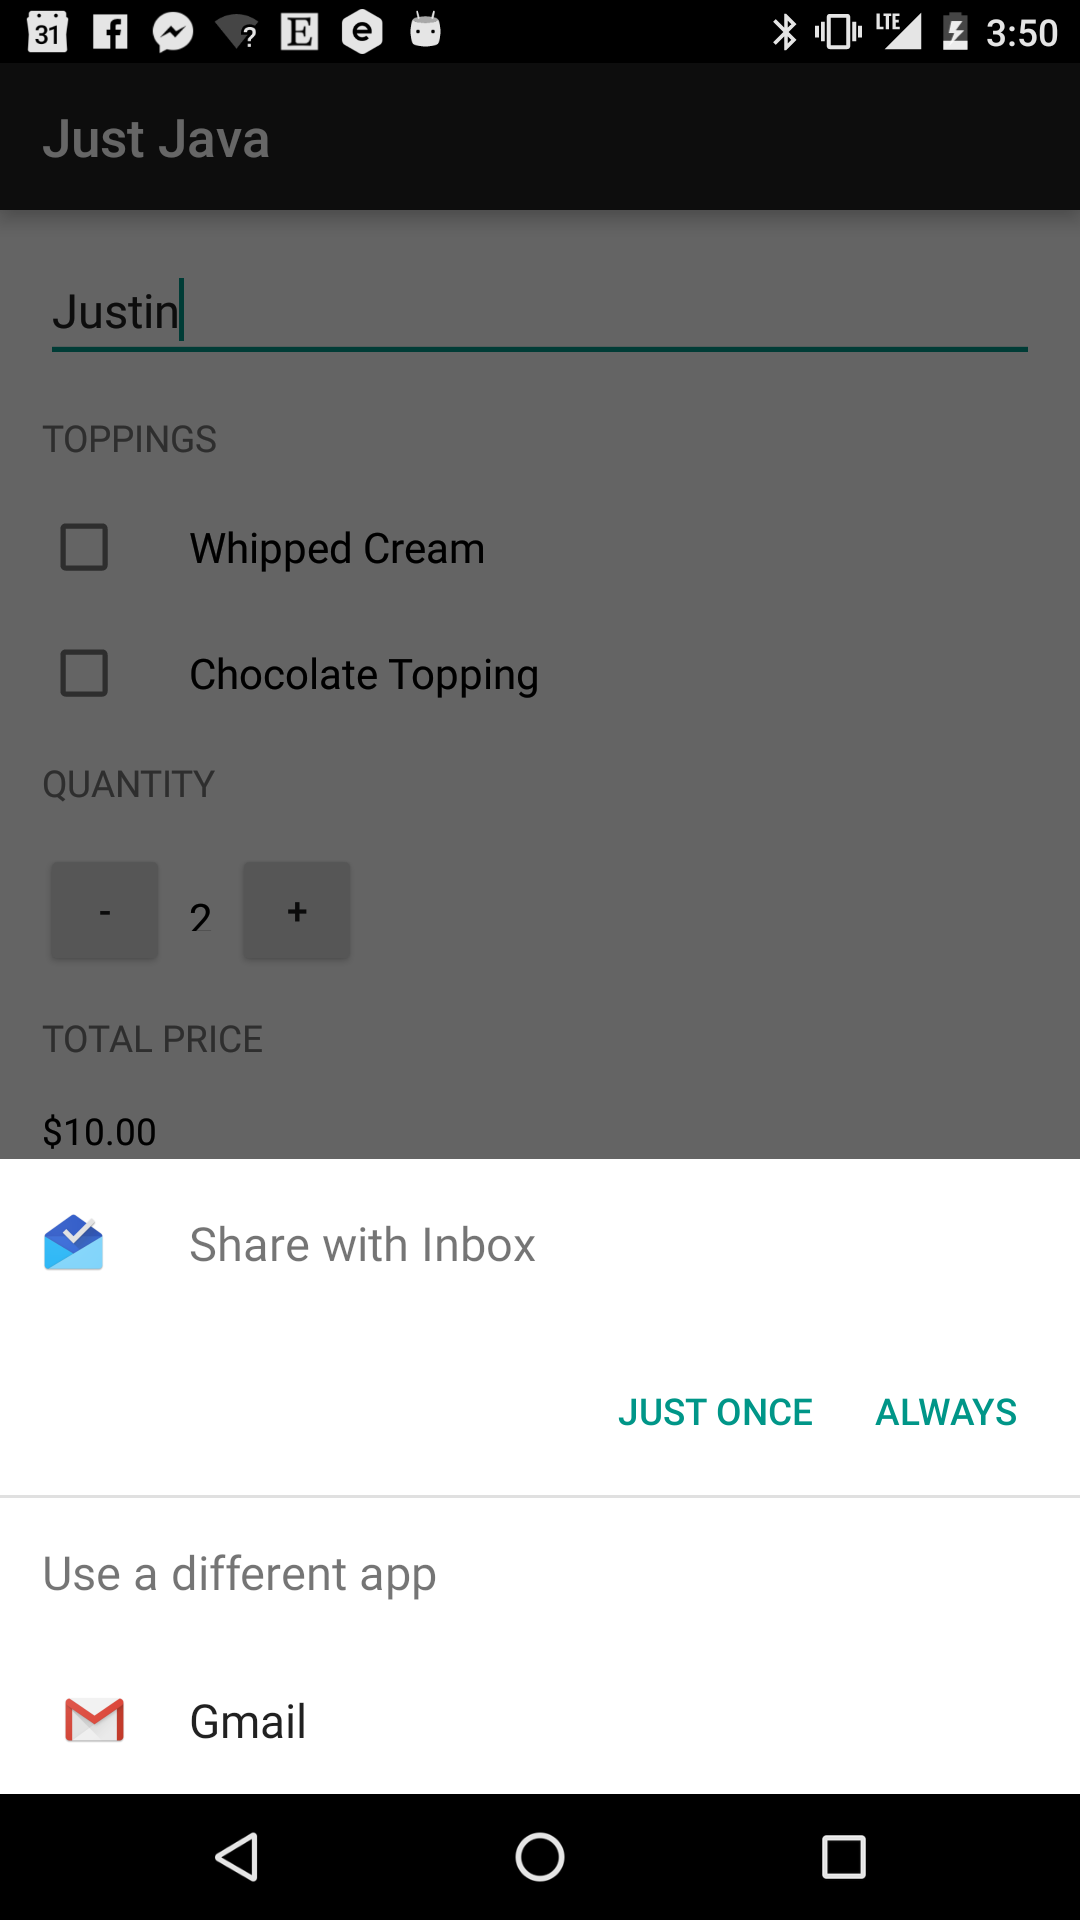 31 ? E e LTE 3:50
Just Java
Justin
TOPPINGS
Whipped Cream
Chocolate Topping
QUANTITY
- 2 +
TOTAL PRICE
$10.00
Share with Inbox
JUST ONCE ALWAYS
Use a different app
Gmail